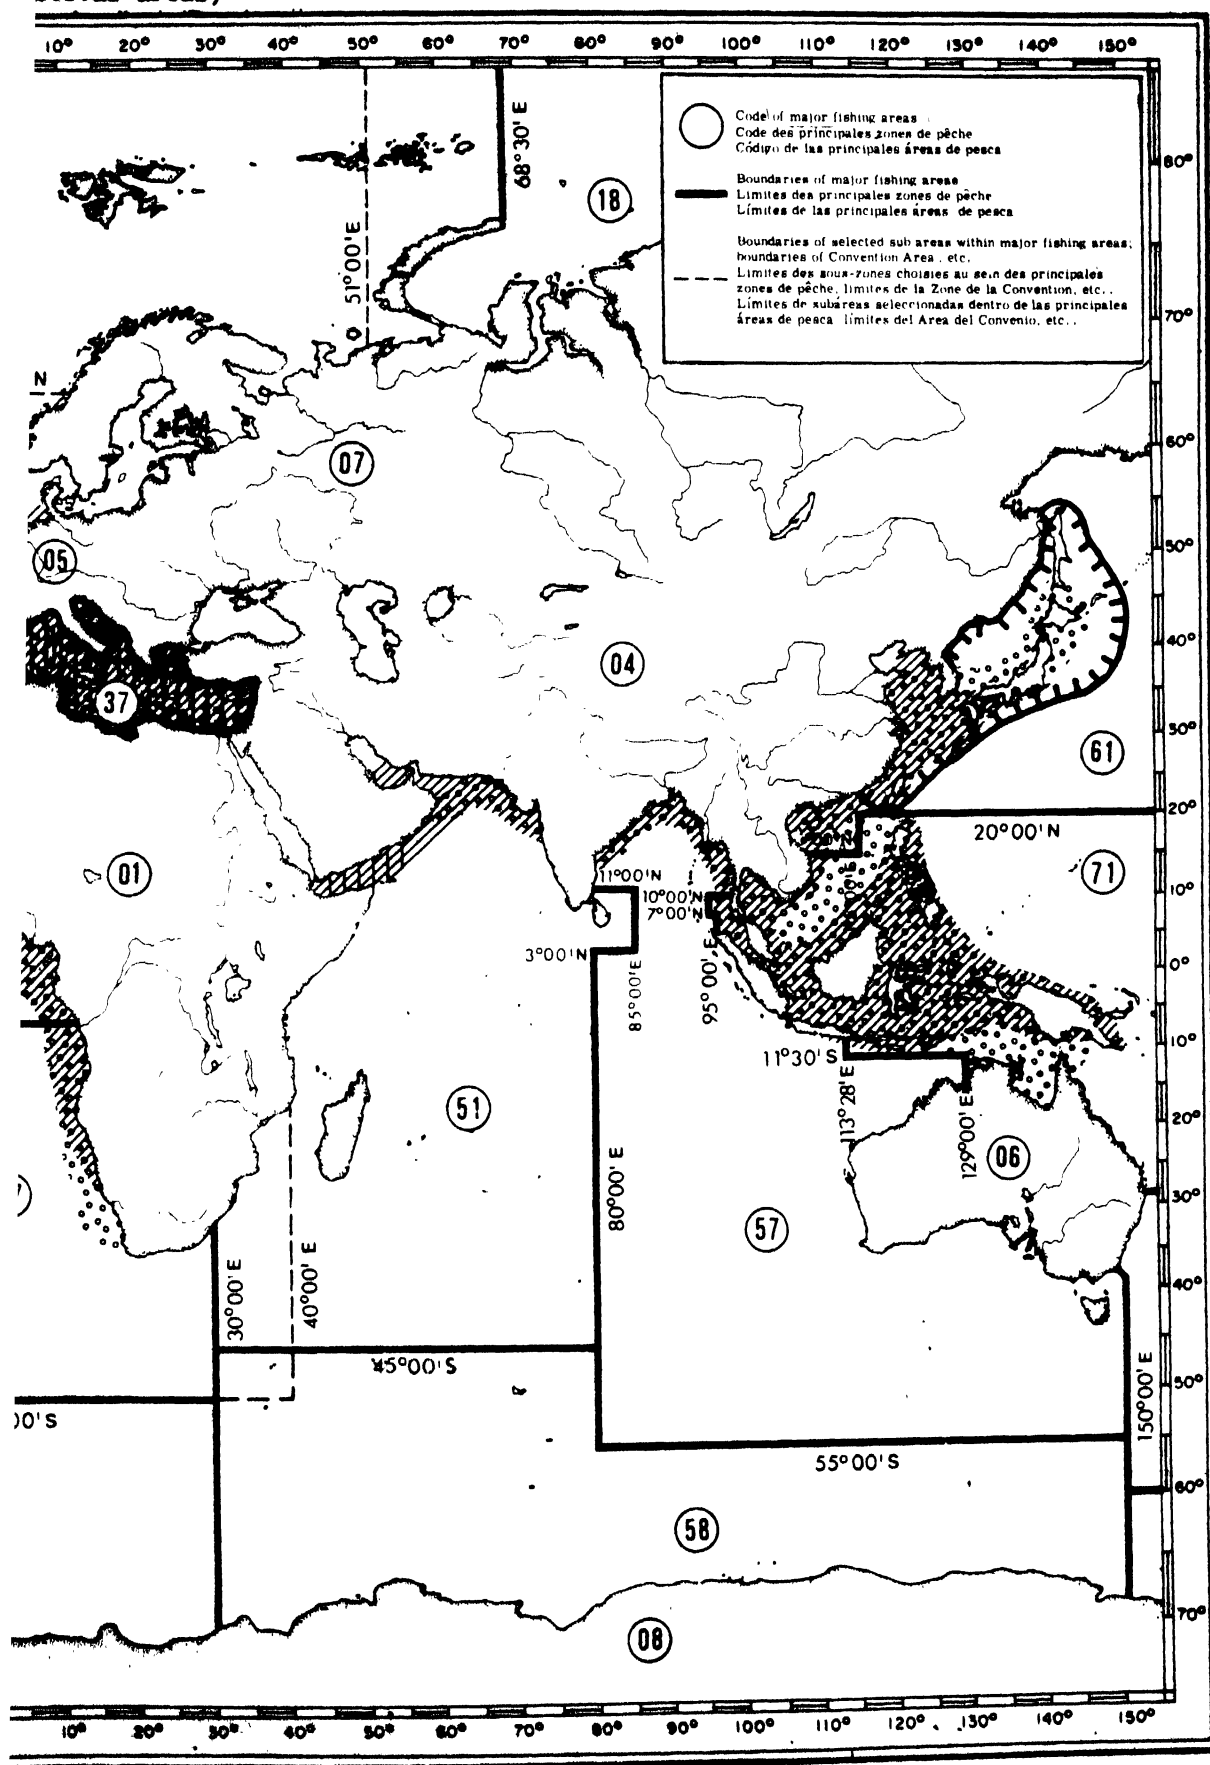 10° 20° 30° 40° 50° 60° 70° 80° 90° 100° 110° 120° 130° 140° 150°
Code of major fishing areas
Code des principales zones de pêche
Código de las principales áreas de pesca
Boundaries of major fishing areas
Limites des principales zones de pêche
Límites de las principales áreas de pesca
Boundaries of selected sub areas within major fishing areas;
boundaries of Convention Area, etc.
Limites des sous-zones choisies au sein des principales
zones de pêche, limites de la Zone de la Convention, etc..
Límites de subáreas seleccionadas dentro de las principales
áreas de pesca límites del Area del Convenio, etc..
68°30' E
51°00' E
18
80°
70°
N
60°
07
05
50°
40°
04
37
30°
61
20°
20°00' N
01
71
11°00' N
10°00' N
7°00' N
10°
3°00' N
85°00' E
95°00' E
0°
10°
11°30' S
113°28' E
129°00' E
51
20°
06
80°00' E
30°
57
30°00' E
40°00' E
40°
45°00' S
150°00' E
50°
00' S
55°00' S
60°
58
70°
08
10° 20° 30° 40° 50° 60° 70° 80° 90° 100° 110° 120° 130° 140° 150°